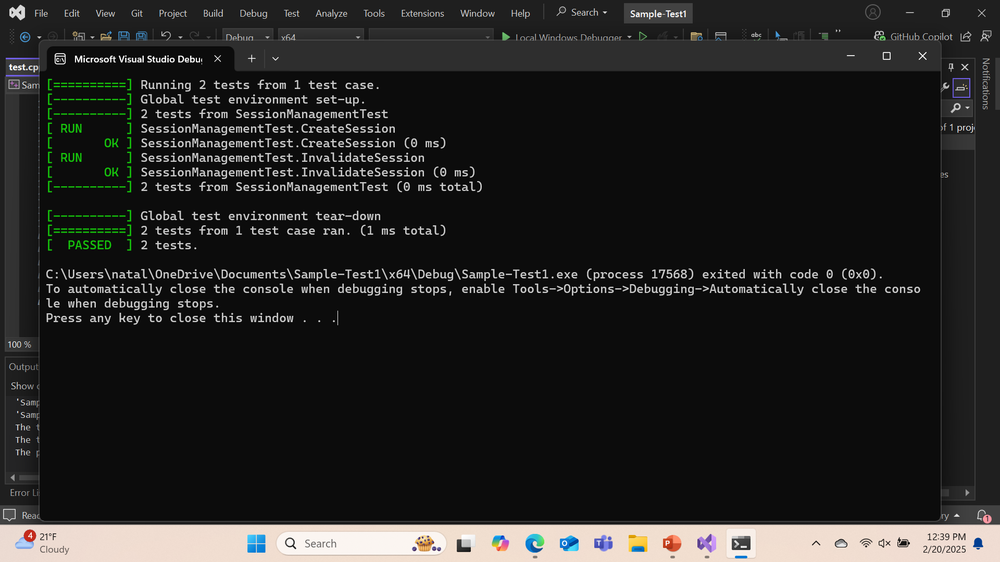 File Edit View Git Project Build Debug Test Analyze Tools Extensions Window Help Search Sample-Test1
Debug x64 Local Windows Debugger abc GitHub Copilot
Microsoft Visual Studio Debu
test.cp
Sam
Notifications
of 1 proj
es
[==========] Running 2 tests from 1 test case.
[----------] Global test environment set-up.
[----------] 2 tests from SessionManagementTest
[ RUN      ] SessionManagementTest.CreateSession
[       OK ] SessionManagementTest.CreateSession (0 ms)
[ RUN      ] SessionManagementTest.InvalidateSession
[       OK ] SessionManagementTest.InvalidateSession (0 ms)
[----------] 2 tests from SessionManagementTest (0 ms total)
[----------] Global test environment tear-down
[==========] 2 tests from 1 test case ran. (1 ms total)
[  PASSED  ] 2 tests.
C:\Users\natal\OneDrive\Documents\Sample-Test1\x64\Debug\Sample-Test1.exe (process 17568) exited with code 0 (0x0).
To automatically close the console when debugging stops, enable Tools->Options->Debugging->Automatically close the conso
le when debugging stops.
Press any key to close this window . . .
100 %
Output
Show
'Samp
'Samp
The t
The t
The p
Error Li
Read
ry
1
4
21°F
Cloudy
Search
12:39 PM
2/20/2025